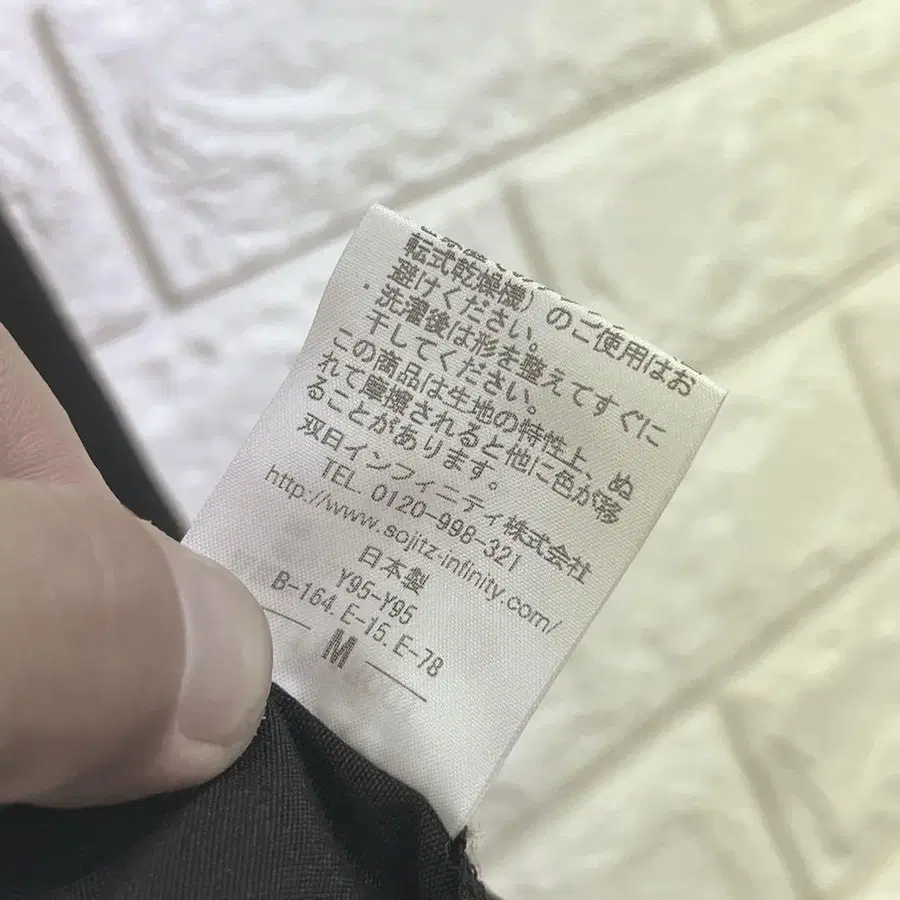 転式乾燥機）のご使用はお
避けください。
・洗濯後は形を整えてすぐに
干してください。
この商品は生地の特性上、ぬ
れて摩擦されると他に色が移
ることがあります。
双日インフィニティ株式会社
TEL. 0120-998-321
http://www.sojitz-infinity.com/
日本製
Y95-Y95
B-164. E-15. E-78
M